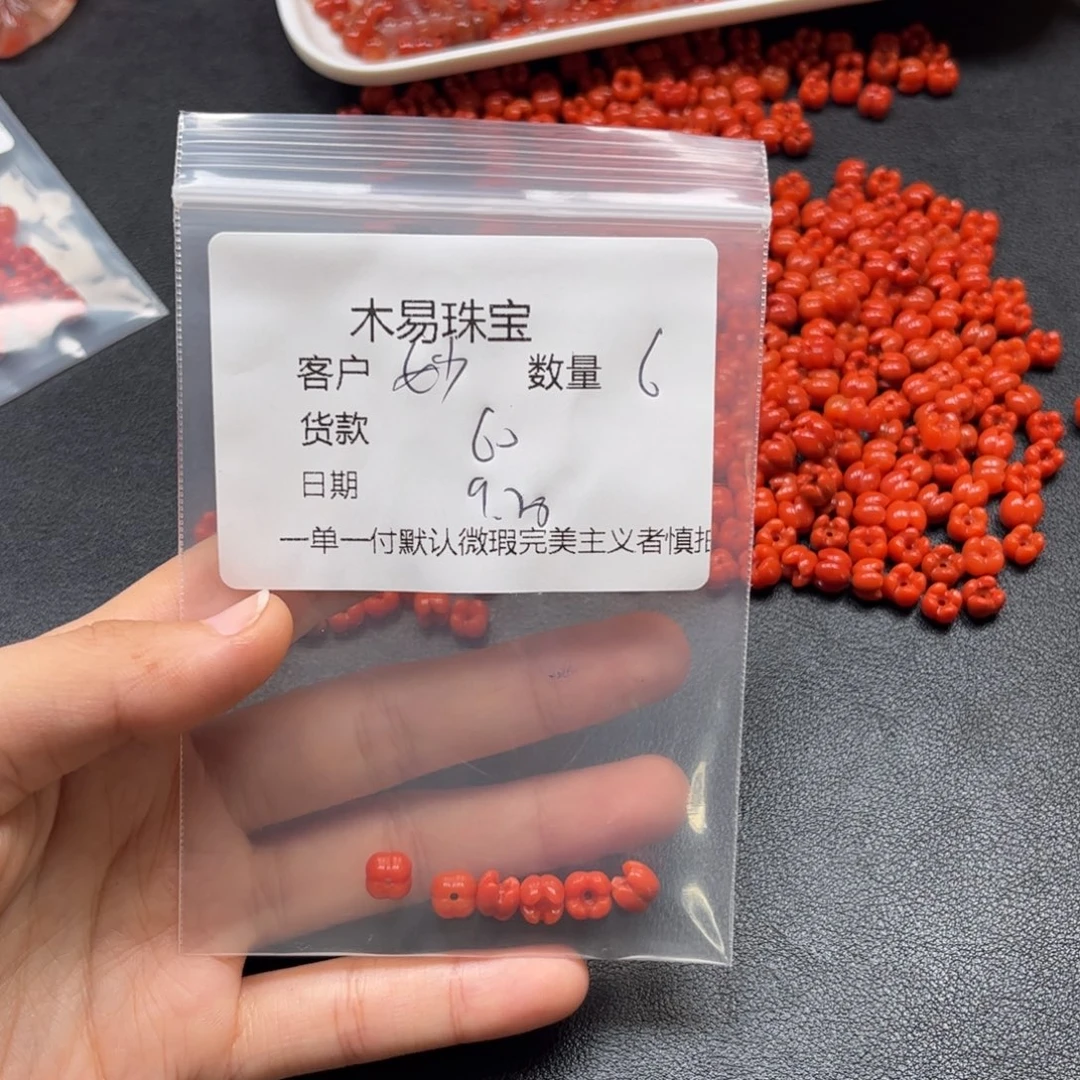 木易珠宝
客户 数量 6
货款 60
日期 9.28
一单一付默认微瑕完美主义者慎拍